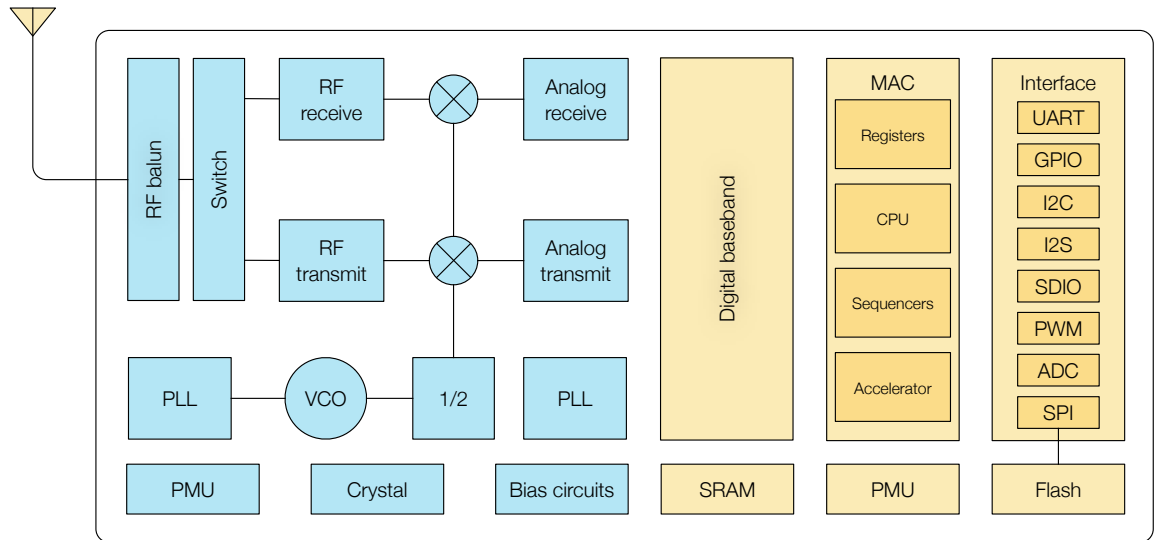 RF balun
Switch
RF
receive
Analog
receive
RF
transmit
Analog
transmit
PLL
VCO
1/2
PLL
PMU
Crystal
Bias circuits
Digital baseband
SRAM
MAC
Registers
CPU
Sequencers
Accelerator
PMU
Interface
UART
GPIO
I2C
I2S
SDIO
PWM
ADC
SPI
Flash